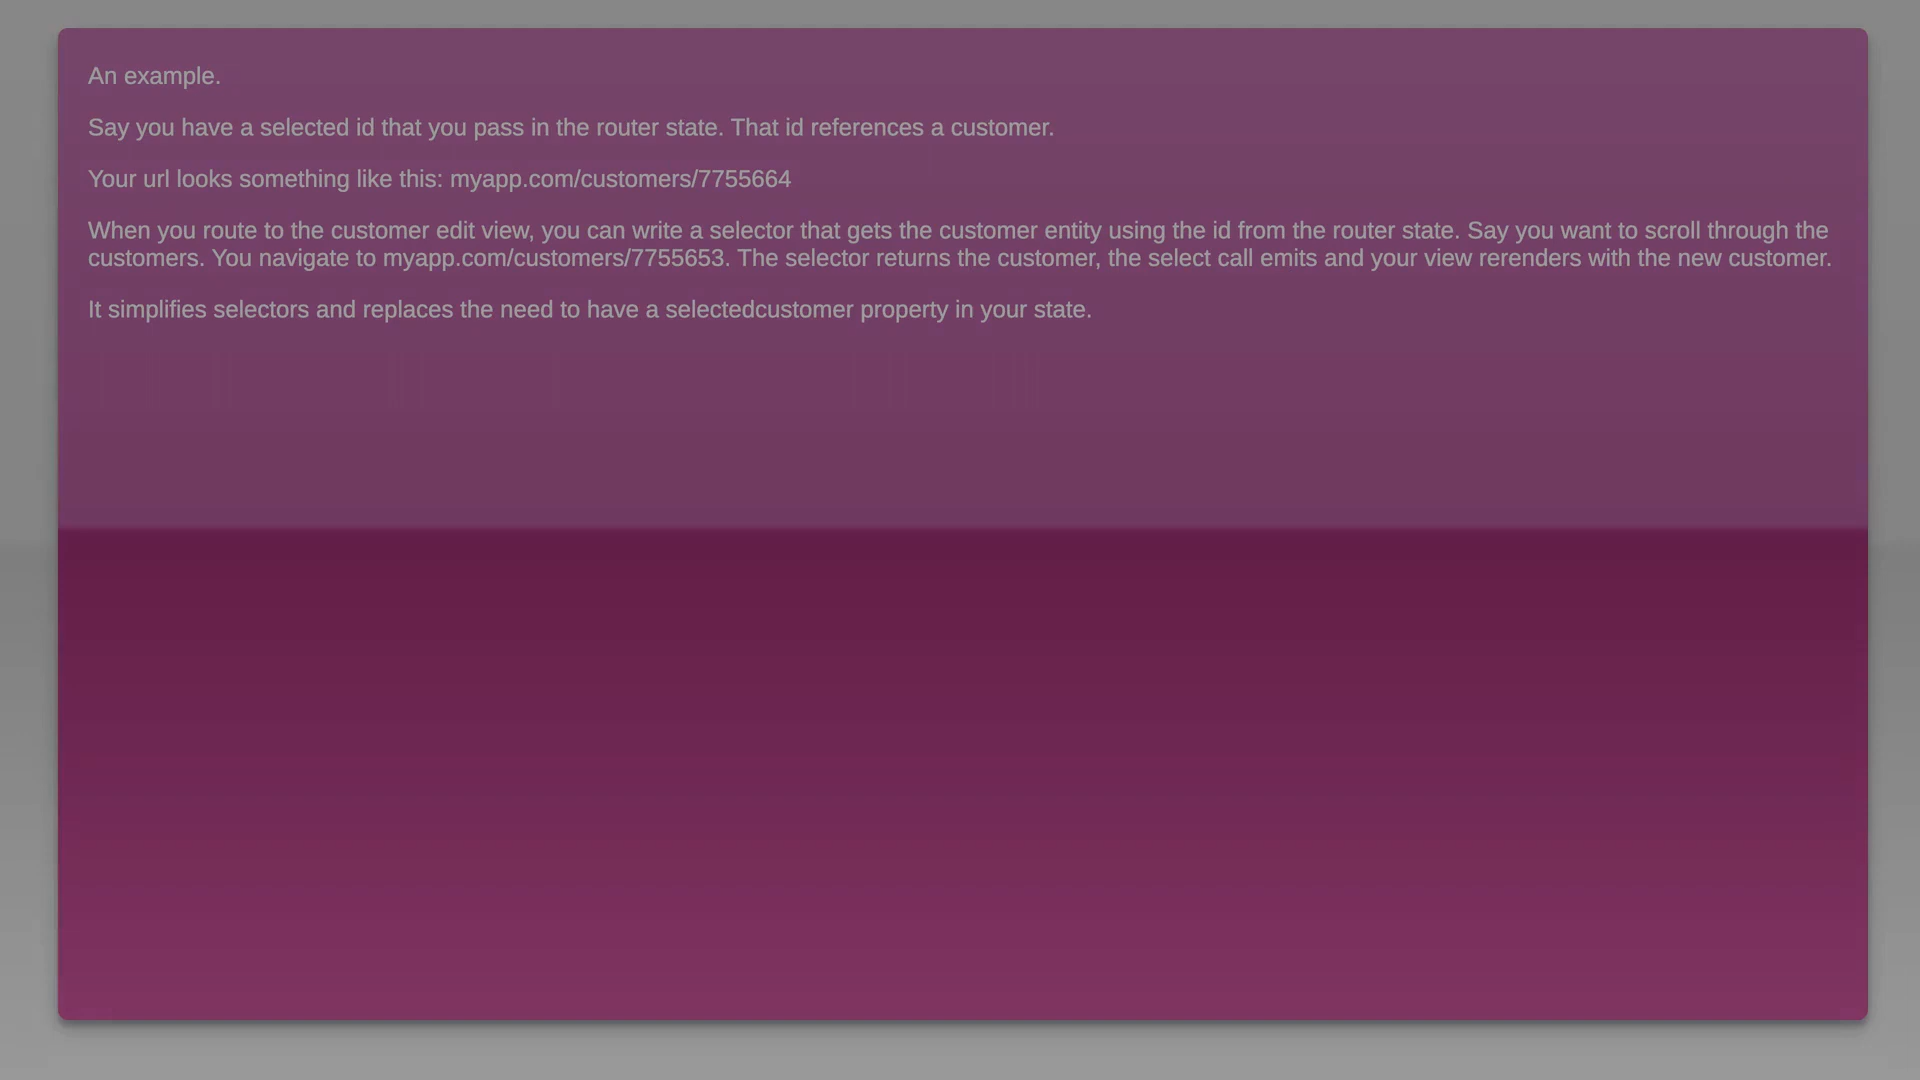 An example.
Say you have a selected id that you pass in the router state. That id references a customer.
Your url looks something like this: myapp.com/customers/7755664
When you route to the customer edit view, you can write a selector that gets the customer entity using the id from the router state. Say you want to scroll through the
customers. You navigate to myapp.com/customers/7755653. The selector returns the customer, the select call emits and your view rerenders with the new customer.
It simplifies selectors and replaces the need to have a selectedcustomer property in your state.